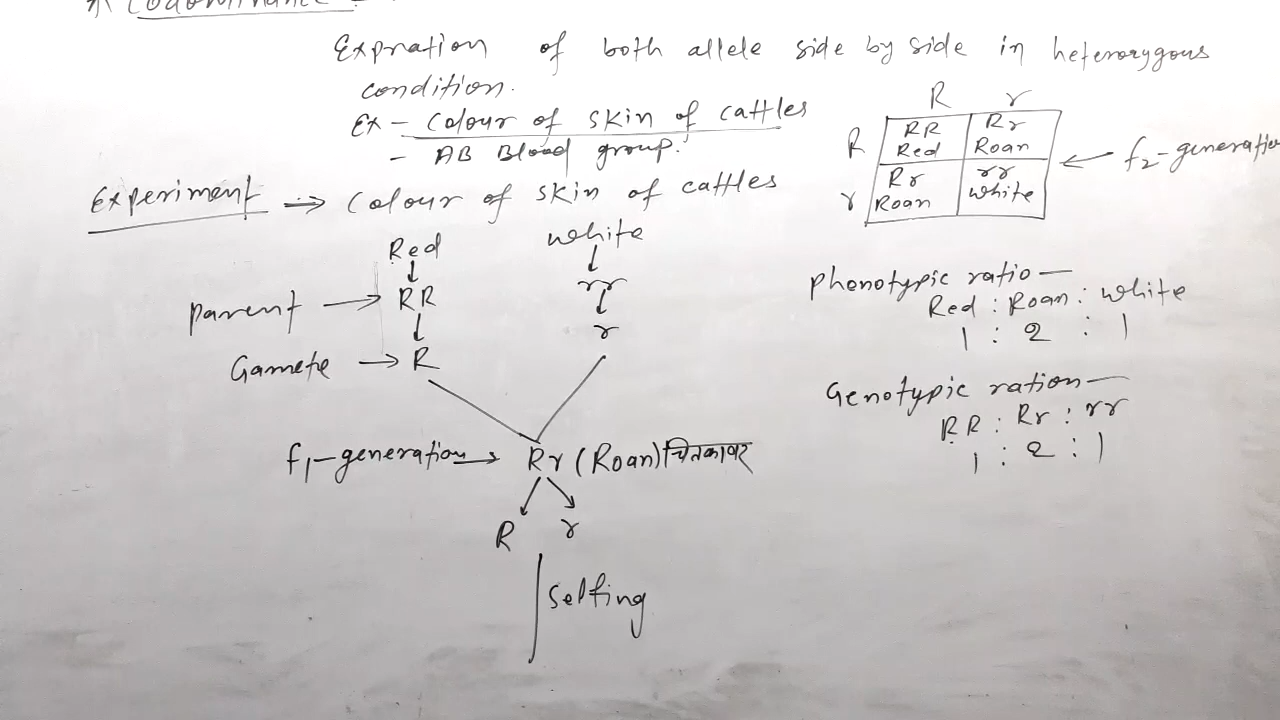 * Codominance -
Expration of both allele side by side in heterozygous
condition.
Ex - Colour of skin of cattles
- AB Blood group.
Experiment → Colour of skin of cattles
Red White
Parent → RR rr
Gamete → R r
f1-generation → Rr (Roan) चितकाबर
R r
Selfing
R r
R RR Rr
Red Roan
r Rr rr
Roan White
← f2-generation
Phenotypic ratio -
Red : Roan : White
1 : 2 : 1
Genotypic ration -
RR : Rr : rr
1 : 2 : 1